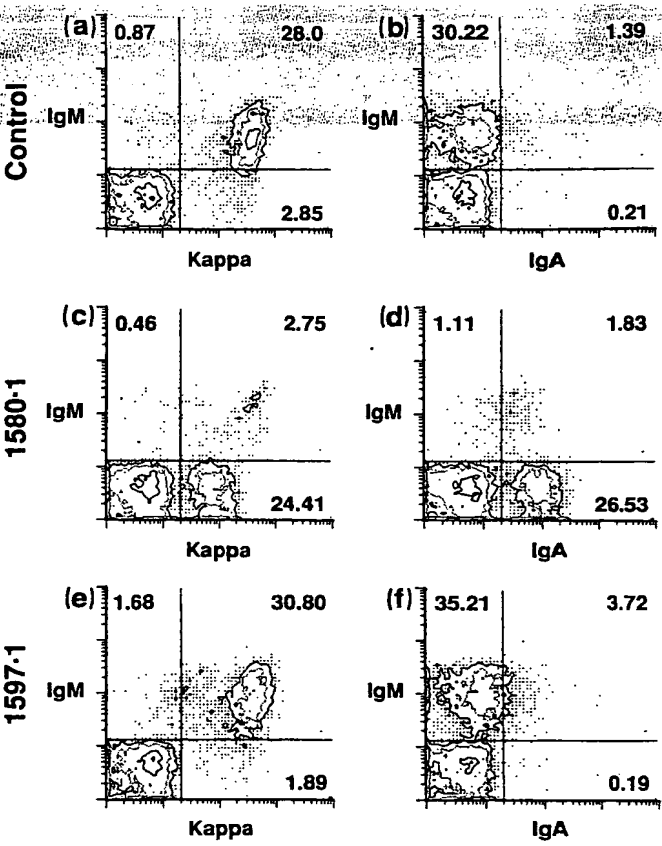 Control
(a) 0.87 28.0
IgM
2.85
Kappa
(b) 30.22 1.39
IgM
0.21
IgA
1580·1
(c) 0.46 2.75
IgM
24.41
Kappa
(d) 1.11 1.83
IgM
26.53
IgA
1597·1
(e) 1.68 30.80
IgM
1.89
Kappa
(f) 35.21 3.72
IgM
0.19
IgA